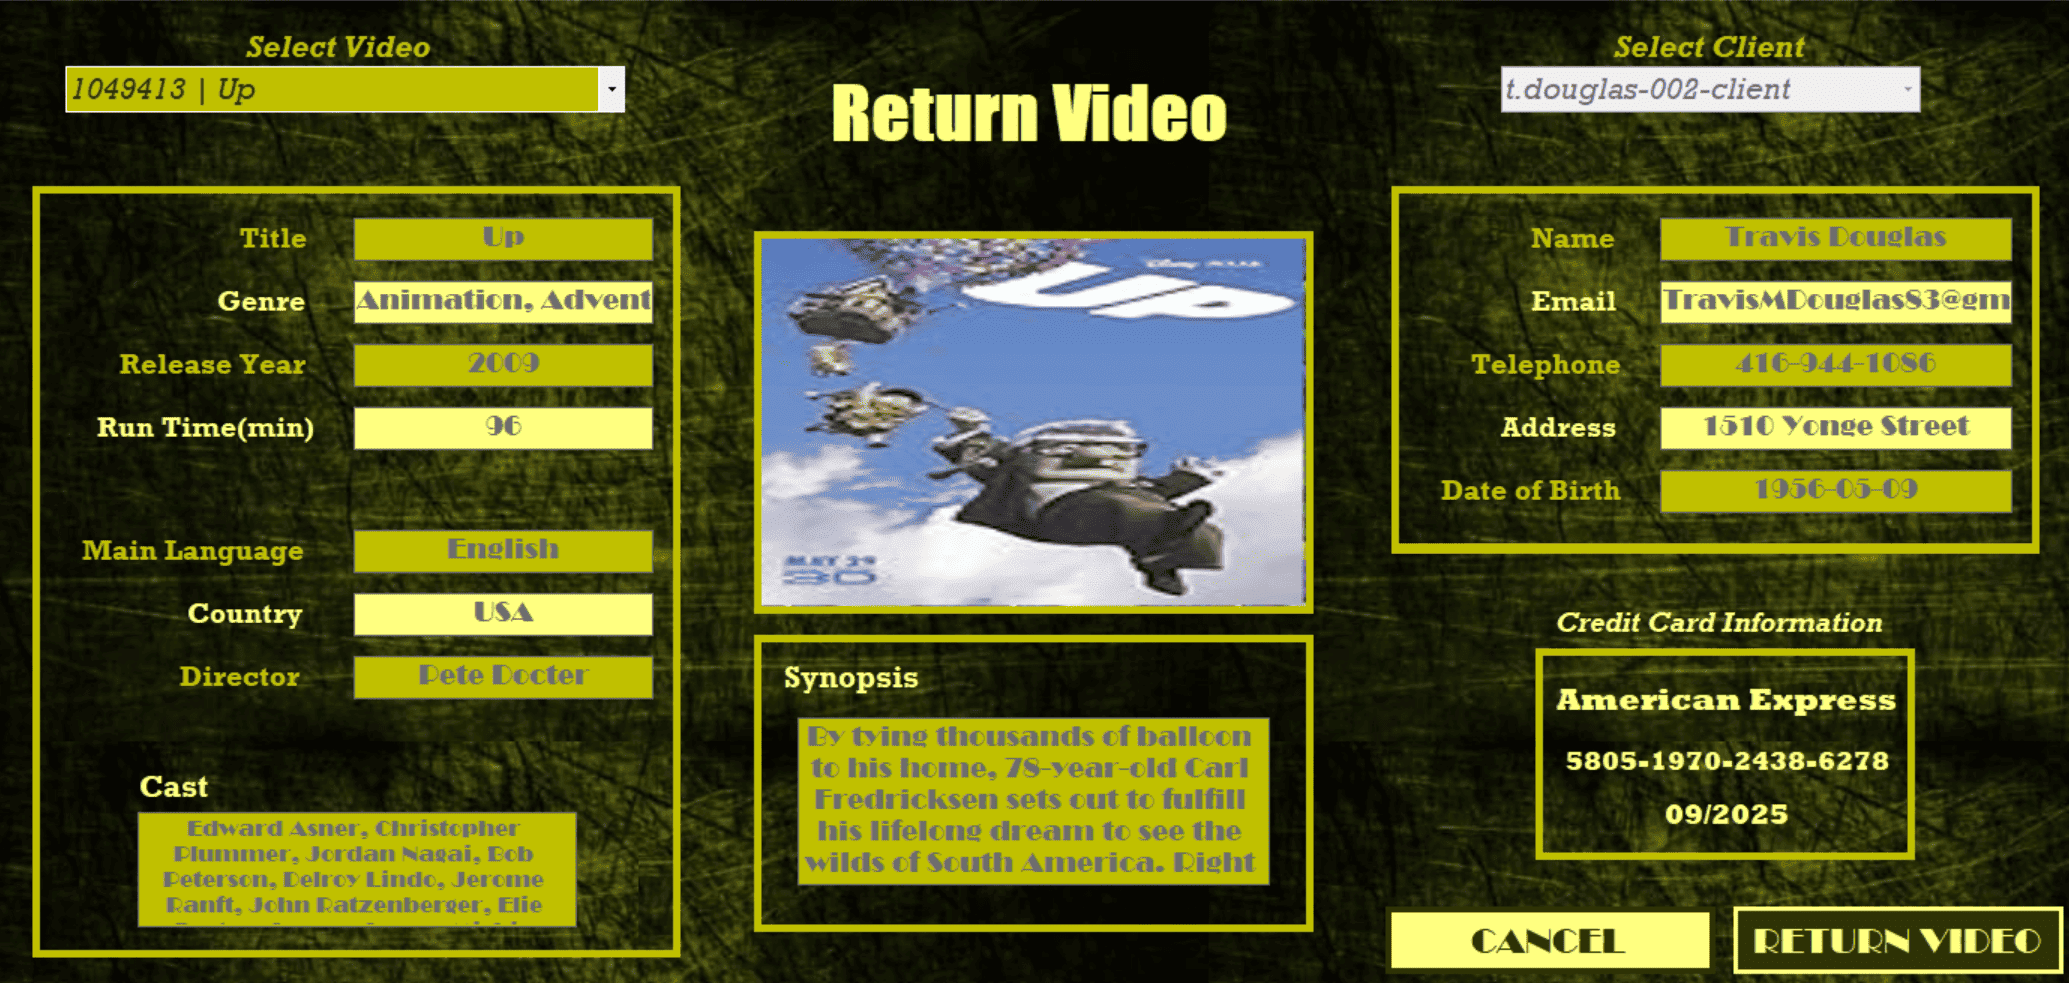 Select Video
1049413 | Up
Return Video
Select Client
t.douglas-002-client
Title
Up
Genre
Animation, Advent
Release Year
2009
Run Time(min)
96
Main Language
English
Country
USA
Director
Pete Docter
Cast
Edward Asner, Christopher
Plummer, Jordan Nagai, Bob
Peterson, Delroy Lindo, Jerome
Ranft, John Ratzenberger, Elie
Disney PIXAR
UP
MAY 29
3D
Synopsis
By tying thousands of balloon
to his home, 78-year-old Carl
Fredricksen sets out to fulfill
his lifelong dream to see the
wilds of South America. Right
Name
Travis Douglas
Email
TravisMDouglas83@gm
Telephone
416-944-1086
Address
1510 Yonge Street
Date of Birth
1956-05-09
Credit Card Information
American Express
5805-1970-2438-6278
09/2025
CANCEL
RETURN VIDEO